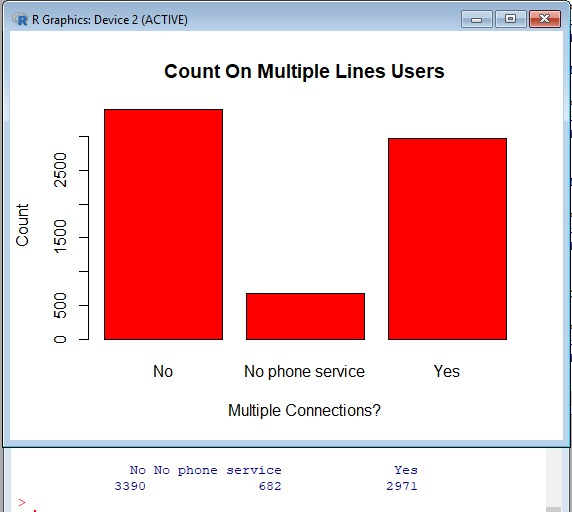 R Graphics: Device 2 (ACTIVE)
Count On Multiple Lines Users
Count
2500
1500
500
0
No No phone service Yes
Multiple Connections?
No No phone service Yes
3390 682 2971
>